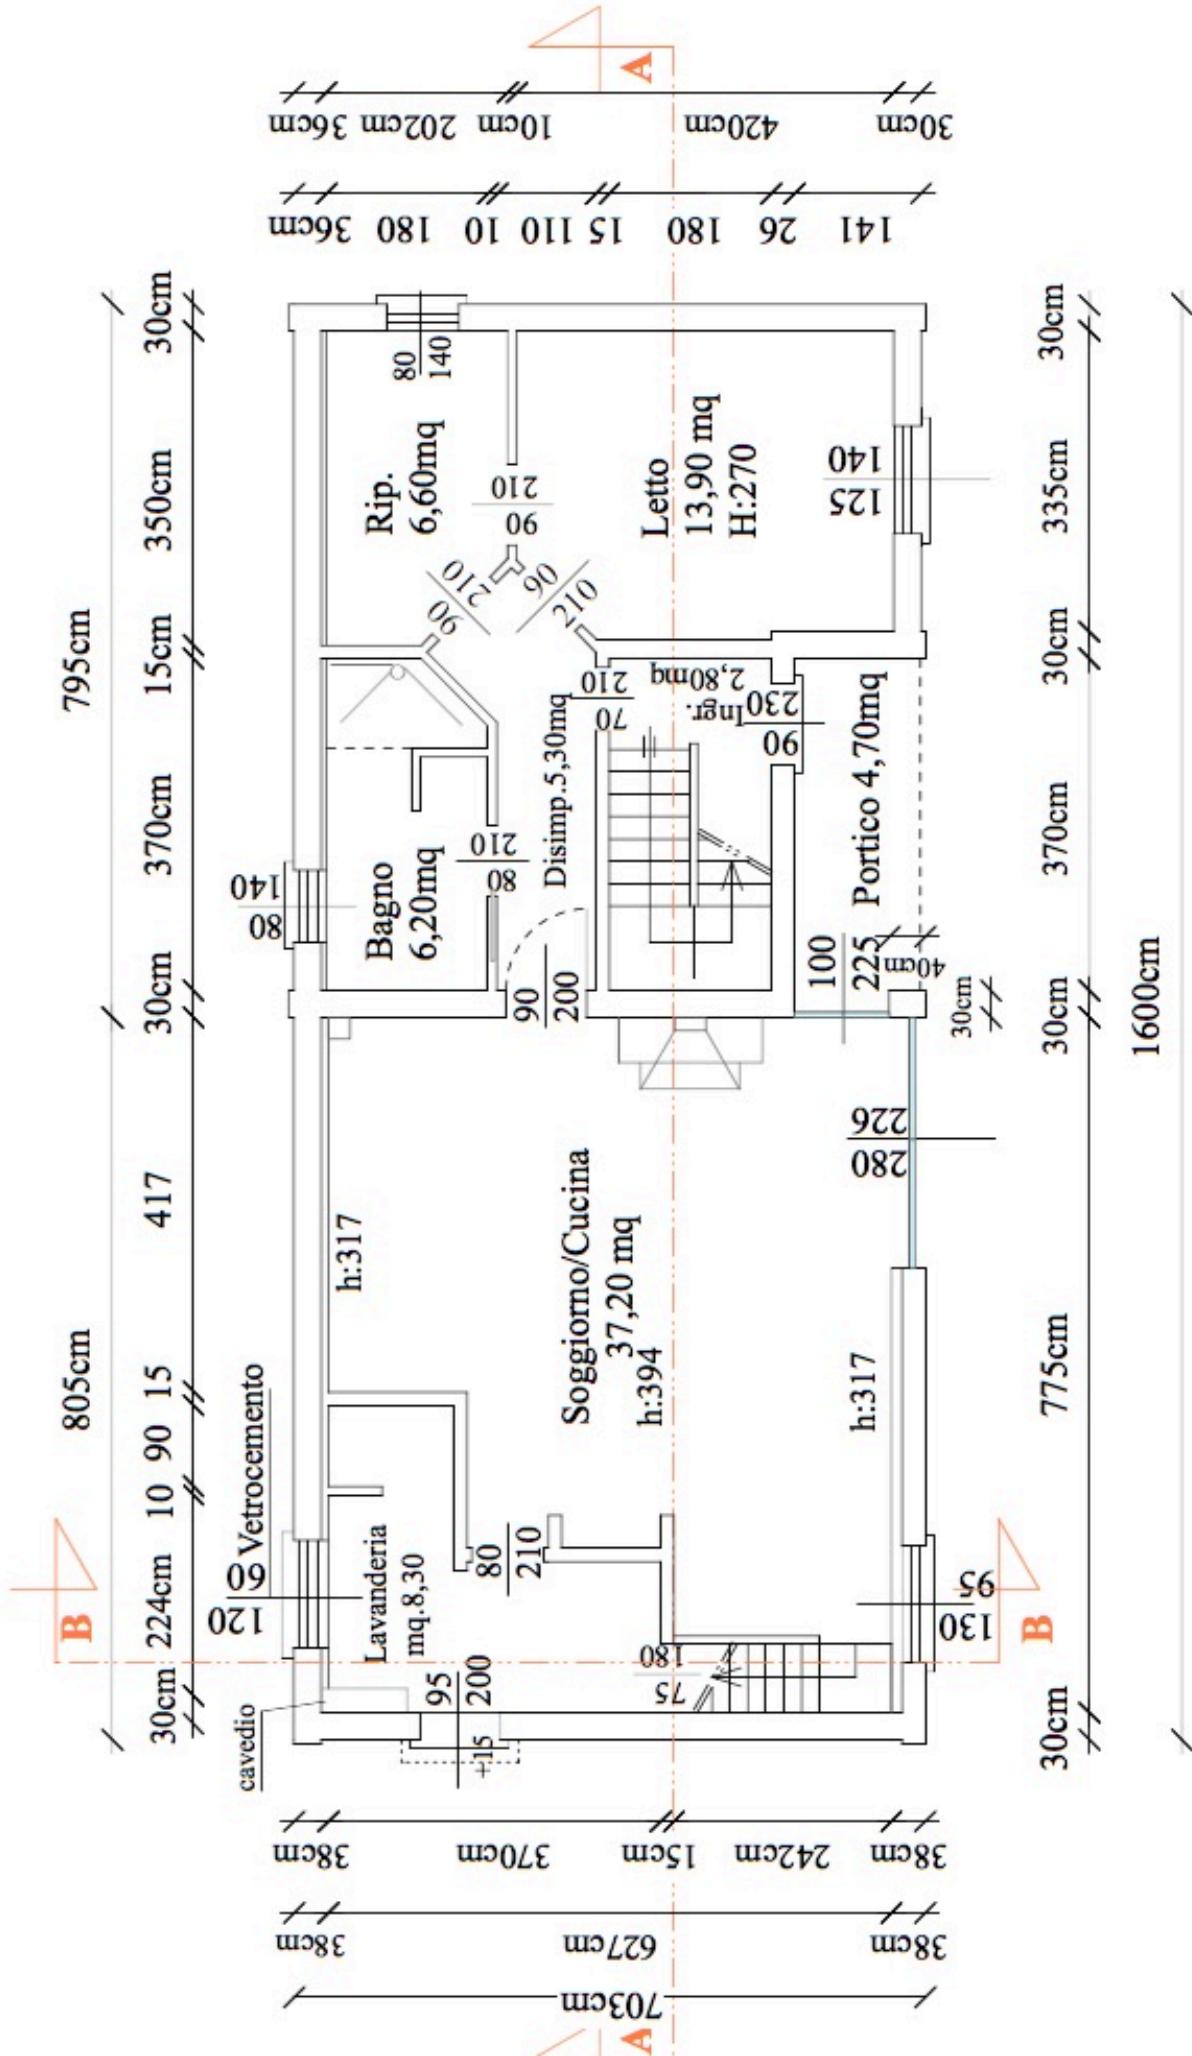 A
36cm 202cm 10cm 420cm 30cm
36cm 180 10 110 15 180 26 141
795cm
30cm
350cm
15cm
370cm
30cm
805cm
417
15
90
10
224cm
30cm
30cm
335cm
30cm
370cm
30cm
30cm
775cm
30cm
1600cm
80
140
Rip.
6,60mq
90
210
Letto
13,90 mq
H:270
125
140
90
210
90
210
Bagno
6,20mq
80
140
80
210
Disimp.5,30mq
70
210
Ingr.
2,80mq
90
230
Portico 4,70mq
100
225
40cm
90
200
280
226
h:317
Soggiorno/Cucina
37,20 mq
h:394
h:317
Vetrocemento
120
60
Lavanderia
mq.8,30
80
210
130
95
B
B
75
180
95
200
+15
cavedio
38cm 370cm 15cm 242cm 38cm
38cm 627cm 38cm
703cm
A